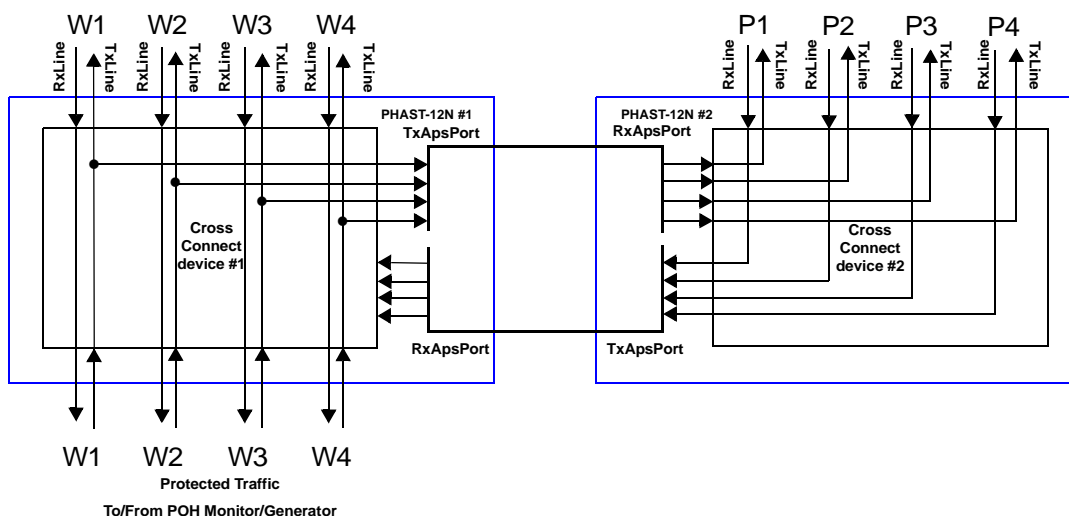 W1 W2 W3 W4 P1 P2 P3 P4
RxLine TxLine RxLine TxLine RxLine TxLine RxLine TxLine RxLine TxLine RxLine TxLine RxLine TxLine RxLine TxLine
PHAST-12N #1
TxApsPort
PHAST-12N #2
RxApsPort
Cross
Connect
device #1
Cross
Connect
device #2
RxApsPort
TxApsPort
W1 W2 W3 W4
Protected Traffic
To/From POH Monitor/Generator